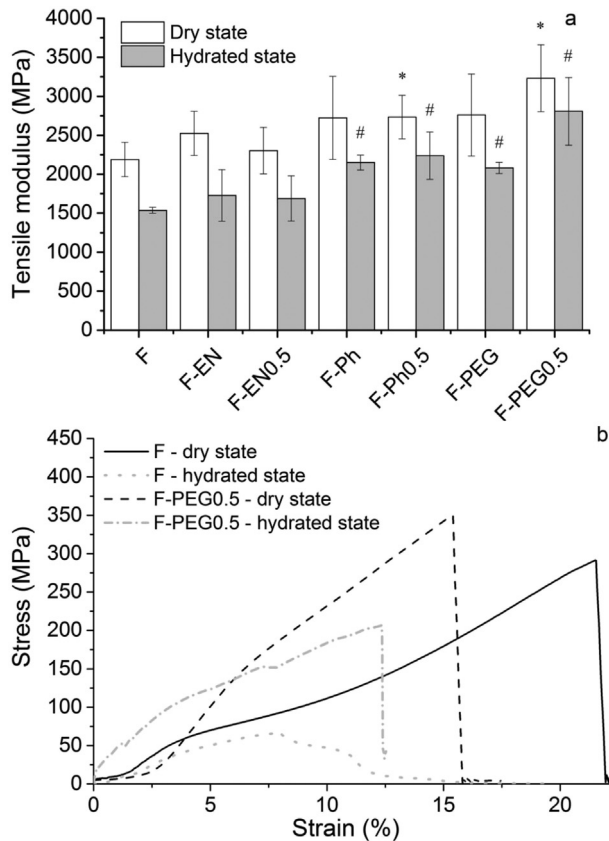 a
Dry state
Hydrated state
Tensile modulus (MPa)
4000
3500
3000
2500
2000
1500
1000
500
0
*
*
#
#
#
#
F
F-EN
F-EN0.5
F-Ph
F-Ph0.5
F-PEG
F-PEG0.5
b
F - dry state
F - hydrated state
F-PEG0.5 - dry state
F-PEG0.5 - hydrated state
Stress (MPa)
450
400
350
300
250
200
150
100
50
0
0 5 10 15 20
Strain (%)